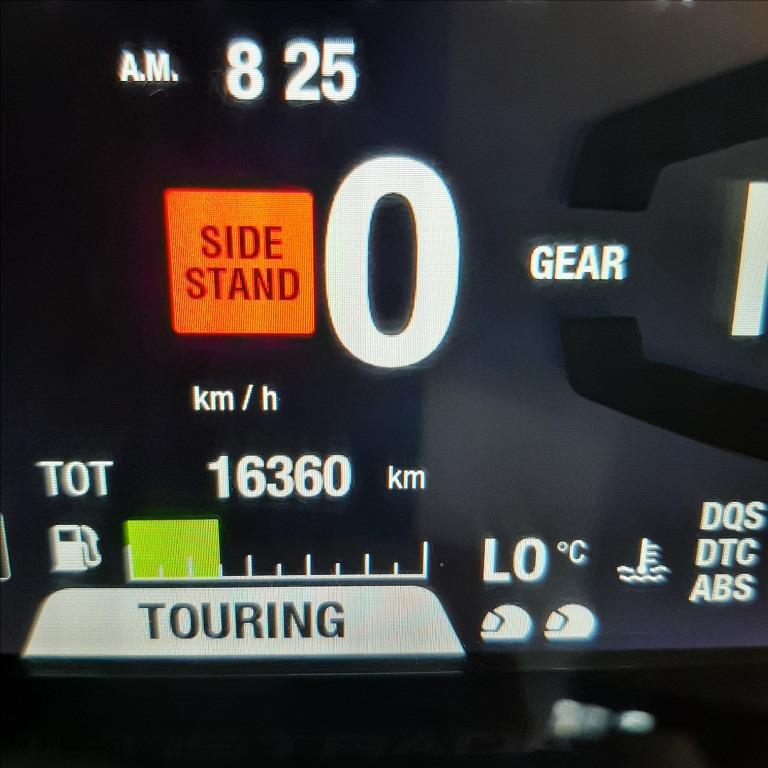 A.M. 8 25
SIDE
STAND
0
GEAR
km / h
TOT 16360 km
LO °C
DQS
DTC
ABS
TOURING